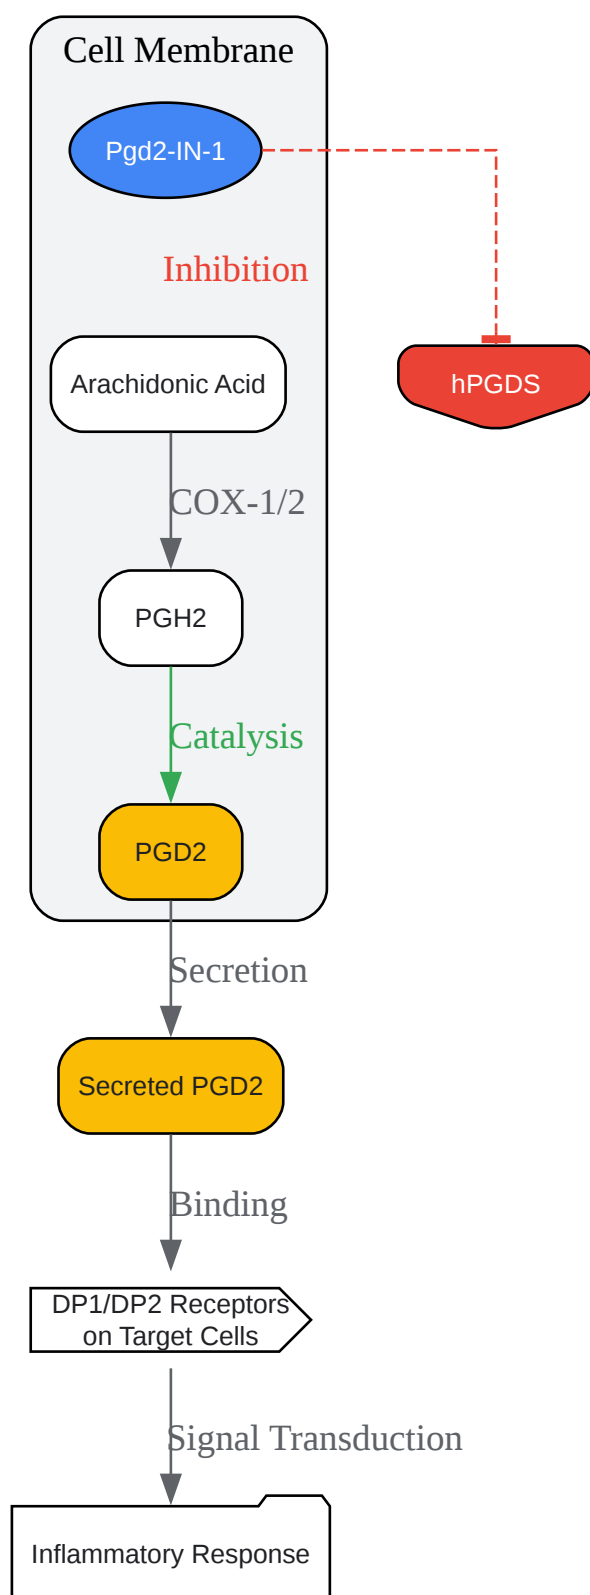 Cell Membrane
Pgd2-IN-1
Inhibition
Arachidonic Acid
hPGDS
COX-1/2
PGH2
Catalysis
PGD2
Secretion
Secreted PGD2
Binding
DP1/DP2 Receptors
on Target Cells
Signal Transduction
Inflammatory Response